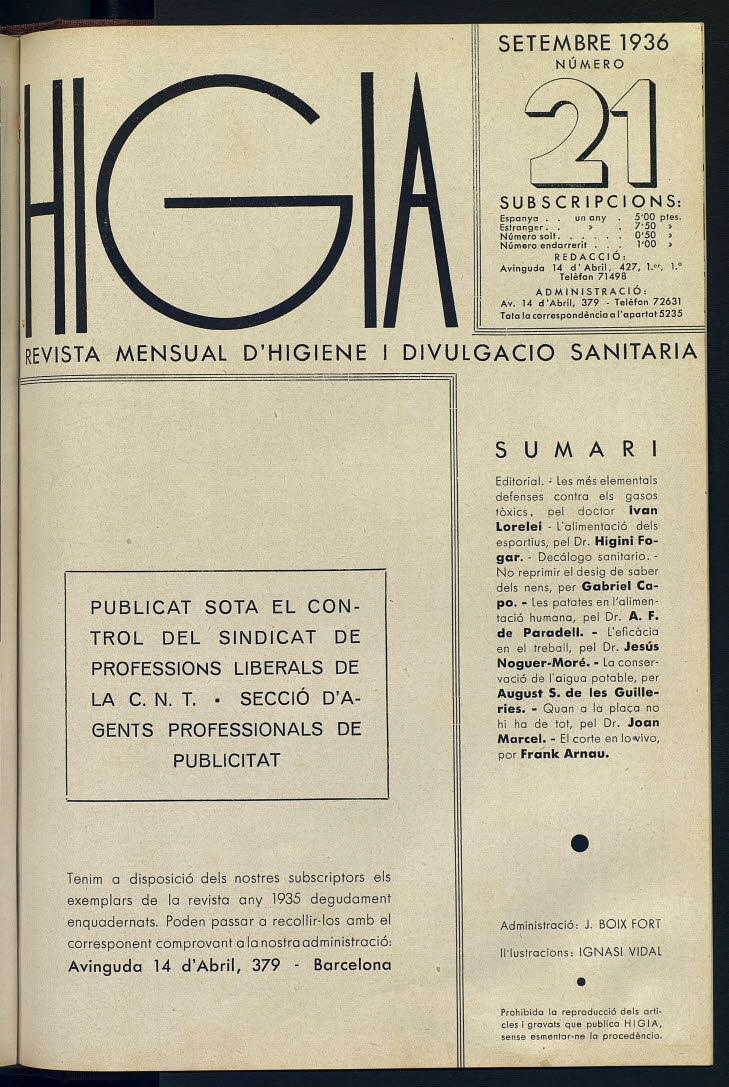 HIGIA
SETEMBRE 1936
NÚMERO
21
SUBSCRIPCIONS:
Espanya . . un any . 5'00 ptes.
Estranger . . » . 7'50 »
Número solt . . . . . . 0'50 »
Número endarrerit . . . 1'00 »
REDACCIÓ:
Avinguda 14 d'Abril, 427, 1.er, 1.ª
Telèfon 71498
ADMINISTRACIÓ:
Av. 14 d'Abril, 379 - Telèfon 72631
Tota la correspondència a l'apartat 5235
REVISTA MENSUAL D'HIGIENE I DIVULGACIO SANITARIA
PUBLICAT SOTA EL CON-
TROL DEL SINDICAT DE
PROFESSIONS LIBERALS DE
LA C. N. T. ▪ SECCIÓ D'A-
GENTS PROFESSIONALS DE
PUBLICITAT
Tenim a disposició dels nostres subscriptors els
exemplars de la revista any 1935 degudament
enquadernats. Poden passar a recollir-los amb el
corresponent comprovant a la nostra administració:
Avinguda 14 d'Abril, 379 - Barcelona
SUMARI
Editorial. - Les més elementals
defenses contra els gasos
tòxics, pel doctor Ivan
Lorelei - L'alimentació dels
esportius, pel Dr. Higini Fo-
gar. - Decálogo sanitario. -
No reprimir el desig de saber
dels nens, per Gabriel Ca-
po. - Les patates en l'alimen-
tació humana, pel Dr. A. F.
de Paradell. - L'eficàcia
en el treball, pel Dr. Jesús
Noguer-Moré. - La conser-
vació de l'aigua potable, per
August S. de les Guille-
ries. - Quan a la plaça no
hi ha de tot, pel Dr. Joan
Marcel. - El corte en lo vivo,
por Frank Arnau.
Administració: J. BOIX FORT
Il·lustracions: IGNASI VIDAL
Prohibida la reproducció dels arti-
cles i gravats que publica HIGIA,
sense esmentar-ne la procedència.